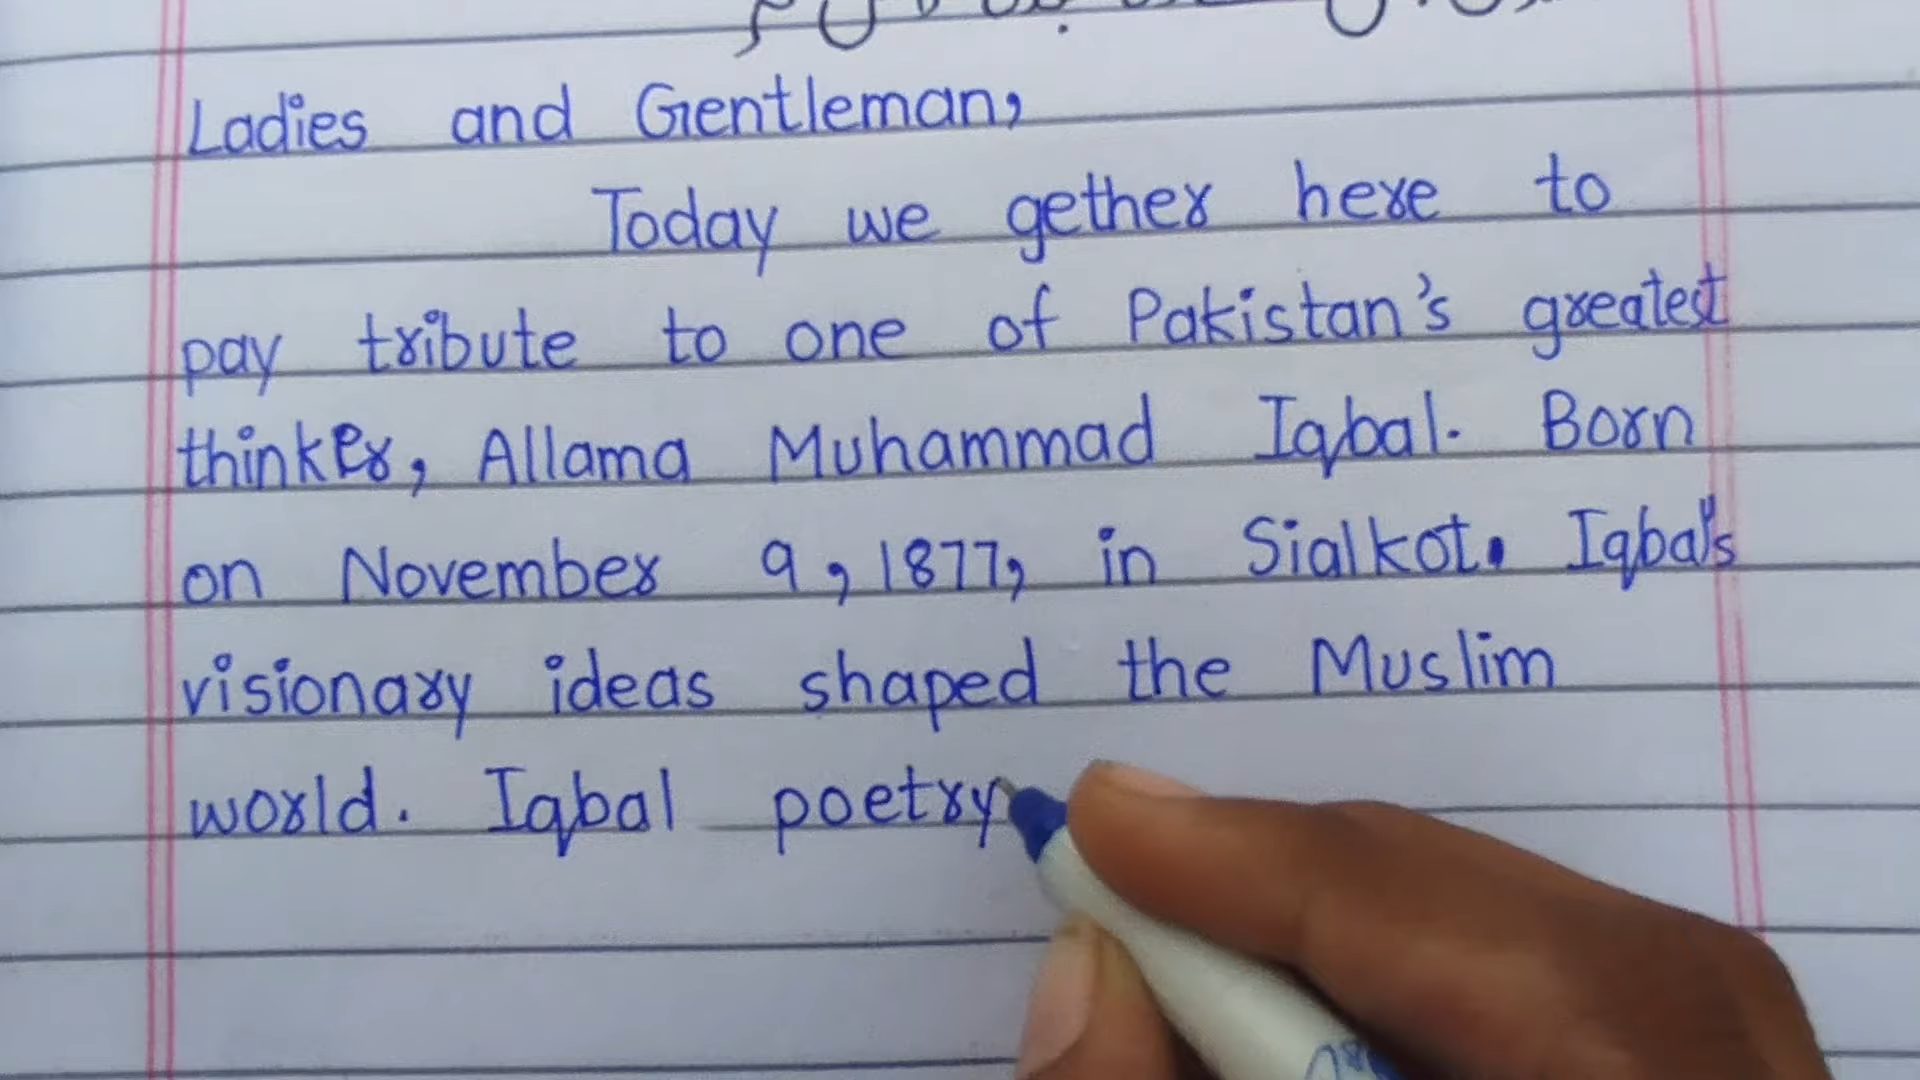 Ladies and Gentleman,
Today we gether here to
pay tribute to one of Pakistan's greatest
thinker, Allama Muhammad Iqbal. Born
on November 9, 1877, in Sialkot. Iqbal's
visionary ideas shaped the Muslim
world. Iqbal poetry